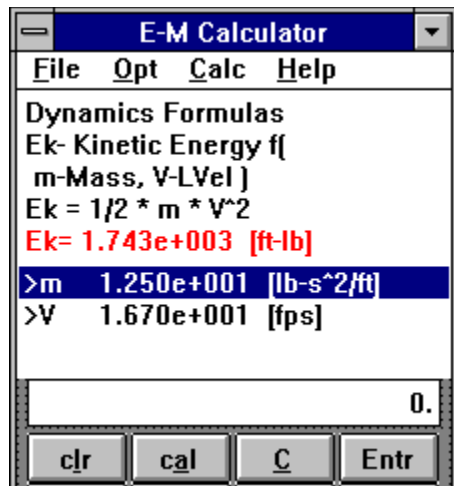 E-M Calculator
File Opt Calc Help
Dynamics Formulas
Ek- Kinetic Energy f(
m-Mass, V-LVel )
Ek = 1/2 * m * V^2
Ek= 1.743e+003 [ft-lb]
>m 1.250e+001 [lb-s^2/ft]
>V 1.670e+001 [fps]
0.
clr cal C Entr